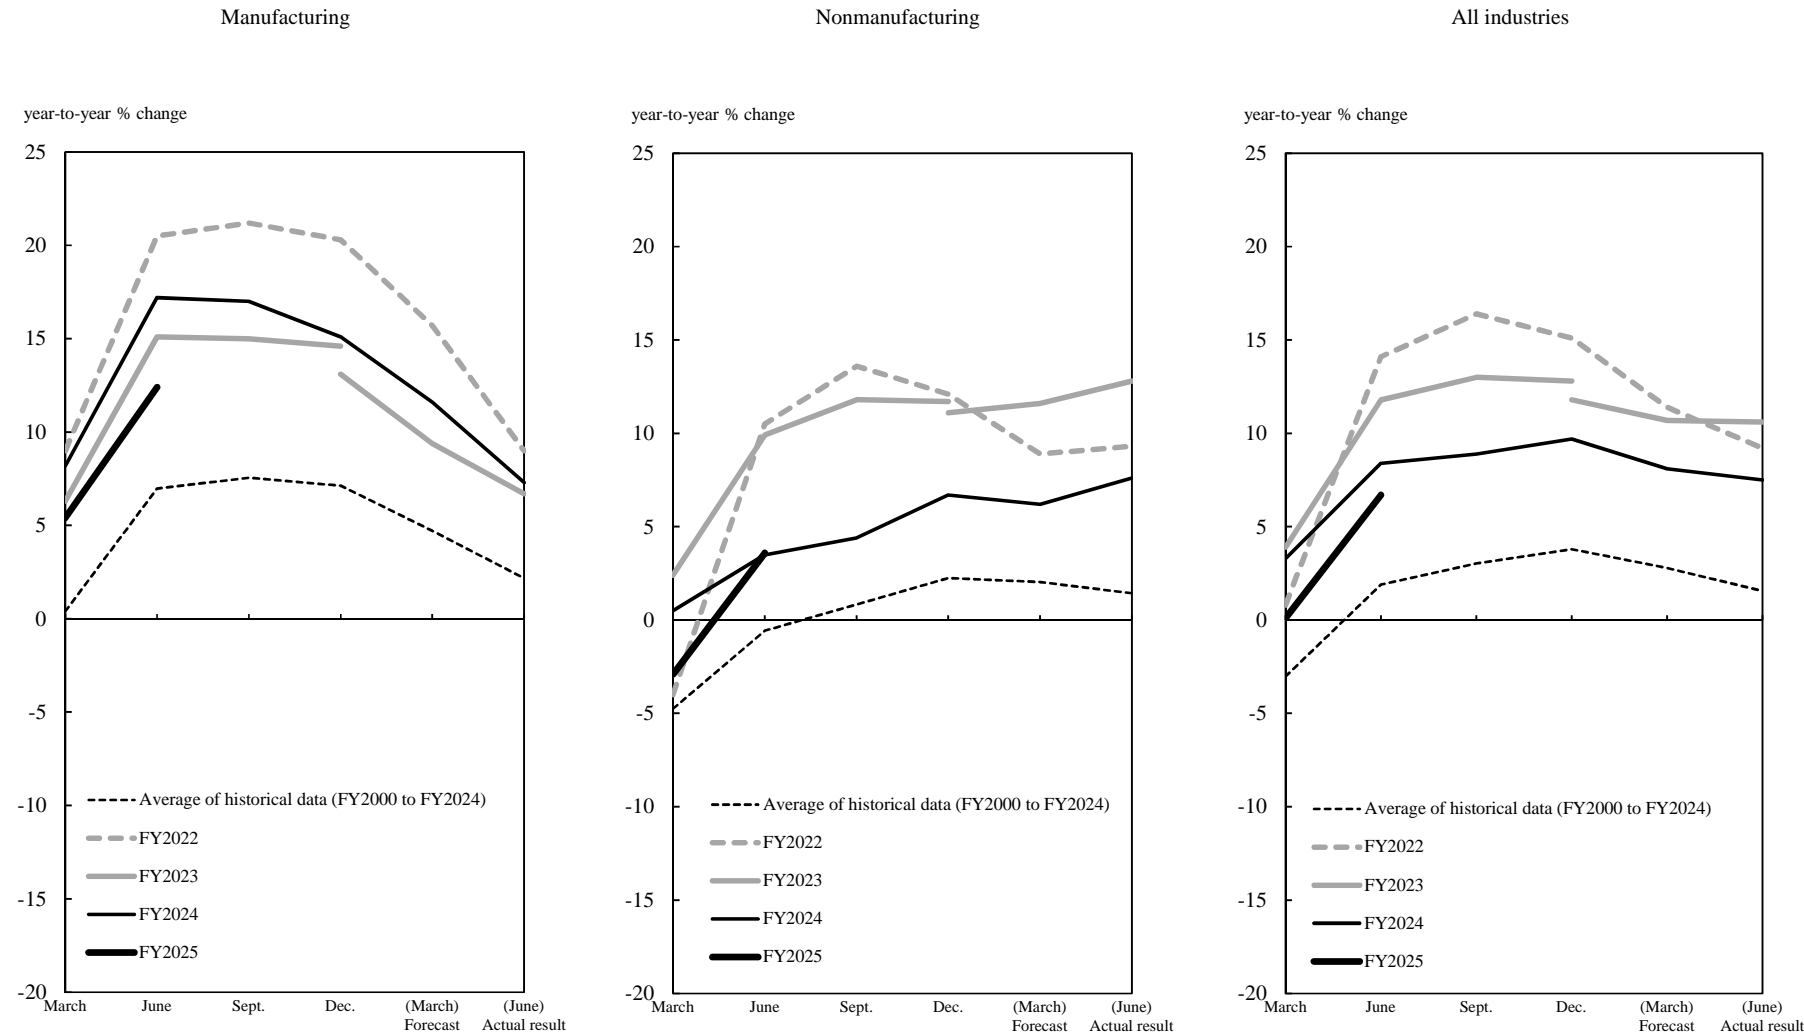 Manufacturing
year-to-year % change
25
20
15
10
5
0
-5
-10
-15
-20
Average of historical data (FY2000 to FY2024)
FY2022
FY2023
FY2024
FY2025
March June Sept. Dec. (March) (June)
Forecast Actual result
Nonmanufacturing
year-to-year % change
25
20
15
10
5
0
-5
-10
-15
-20
Average of historical data (FY2000 to FY2024)
FY2022
FY2023
FY2024
FY2025
March June Sept. Dec. (March) (June)
Forecast Actual result
All industries
year-to-year % change
25
20
15
10
5
0
-5
-10
-15
-20
Average of historical data (FY2000 to FY2024)
FY2022
FY2023
FY2024
FY2025
March June Sept. Dec. (March) (June)
Forecast Actual result